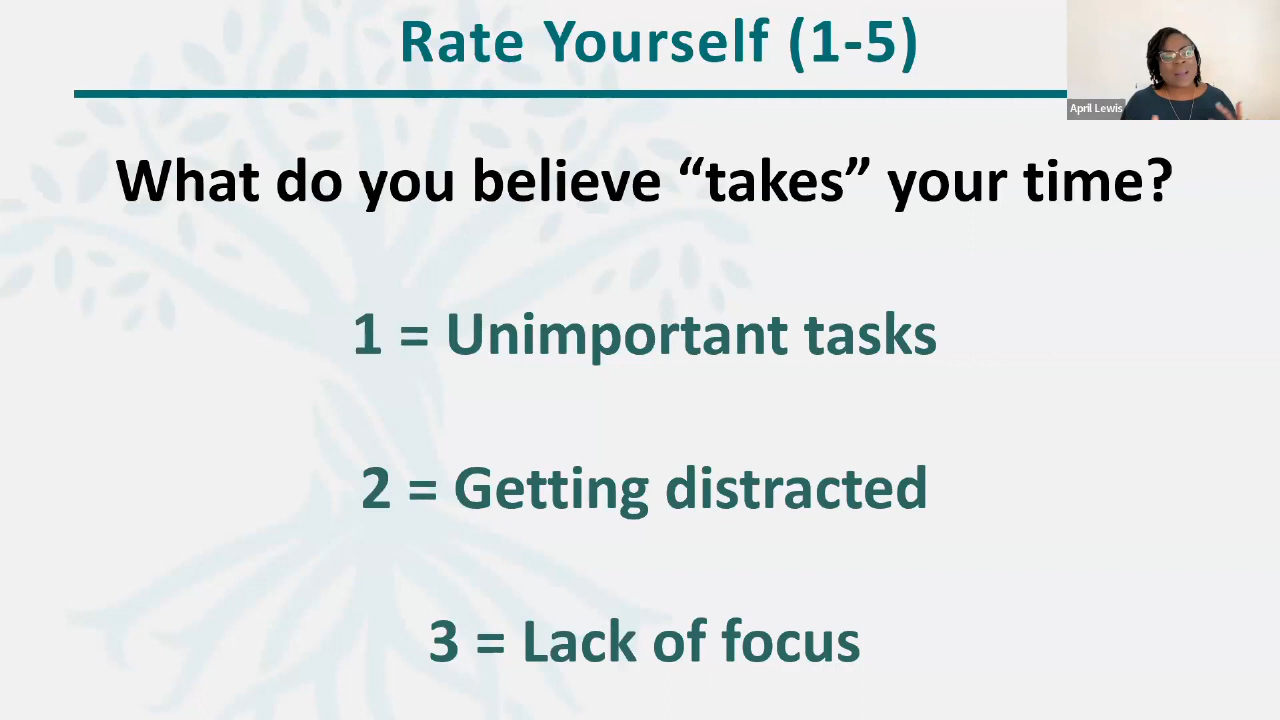 Rate Yourself (1-5)
April Lewis
What do you believe “takes” your time?
1 = Unimportant tasks
2 = Getting distracted
3 = Lack of focus